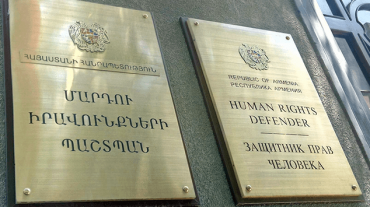 ՀԱՅԱՍՏԱՆԻ ՀԱՆՐԱՊԵՏՈՒԹՅՈՒՆ
ՄԱՐԴՈՒ
ԻՐԱՎՈՒՆՔՆԵՐԻ
ՊԱՇՏՊԱՆ
REPUBLIC OF ARMENIA
РЕСПУБЛИКА АРМЕНИЯ
HUMAN RIGHTS
DEFENDER
ЗАЩИТНИК ПРАВ
ЧЕЛОВЕКА